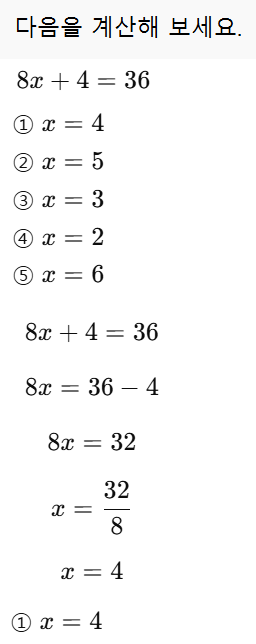 다음을 계산해 보세요.
8x + 4 = 36
① x = 4
② x = 5
③ x = 3
④ x = 2
⑤ x = 6
8x + 4 = 36
8x = 36 − 4
8x = 32
x = 32/8
x = 4
① x = 4